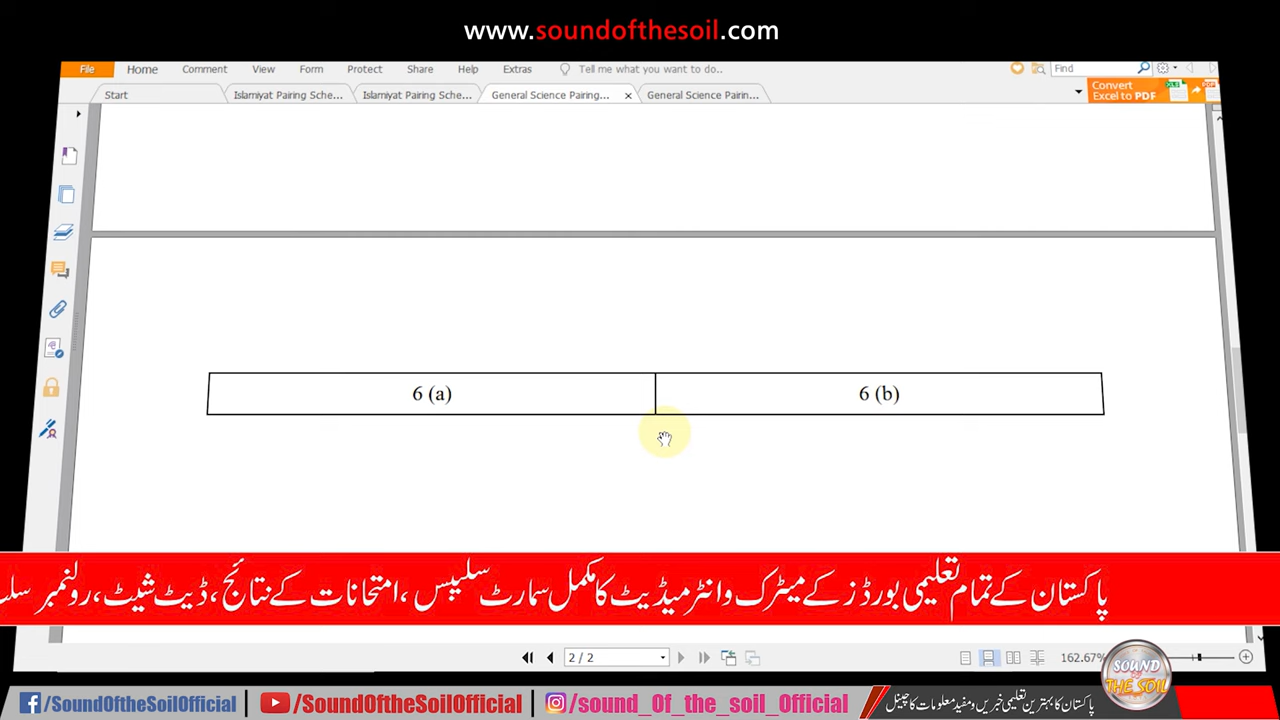 www.soundofthesoil.com
File Home Comment View Form Protect Share Help Extras Tell me what you want to do.. Find
Start Islamiyat Pairing Sche... Islamiyat Pairing Sche... General Science Pairing... × General Science Pairin... Convert Excel to PDF
6 (a) 6 (b)
پاکستان کے تمام تعلیمی بورڈز کے میٹرک وانٹرمیڈیٹ کا مکمل سمارٹ سلیبس ،امتحانات کے نتائج ، ڈیٹ شیٹ ، رولنمبر سلپ
2 / 2 162.67%
SOUND OF THE SOIL
/SoundOftheSoilOfficial /SoundOftheSoilOfficial /sound_Of_the_soil_Official پاکستان کا بہترین تعلیمی خبریں و مفید معلومات کا چینل